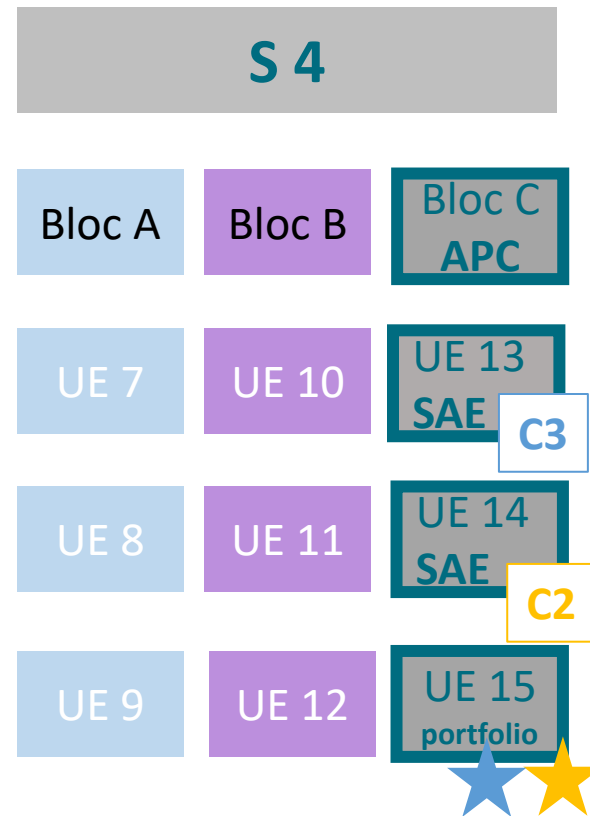 S 4
Bloc A
Bloc B
Bloc C
APC
UE 7
UE 10
UE 13
SAE
C3
UE 8
UE 11
UE 14
SAE
C2
UE 9
UE 12
UE 15
portfolio